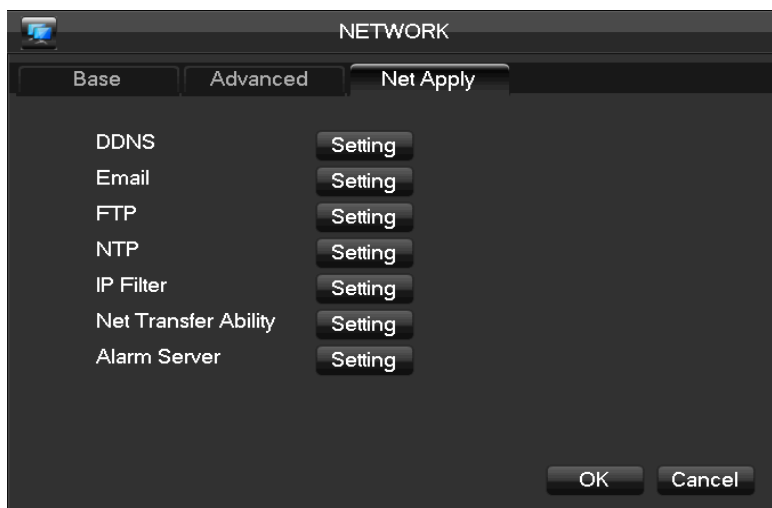 NETWORK
Base Advanced Net Apply
DDNS Setting
Email Setting
FTP Setting
NTP Setting
IP Filter Setting
Net Transfer Ability Setting
Alarm Server Setting
OK Cancel